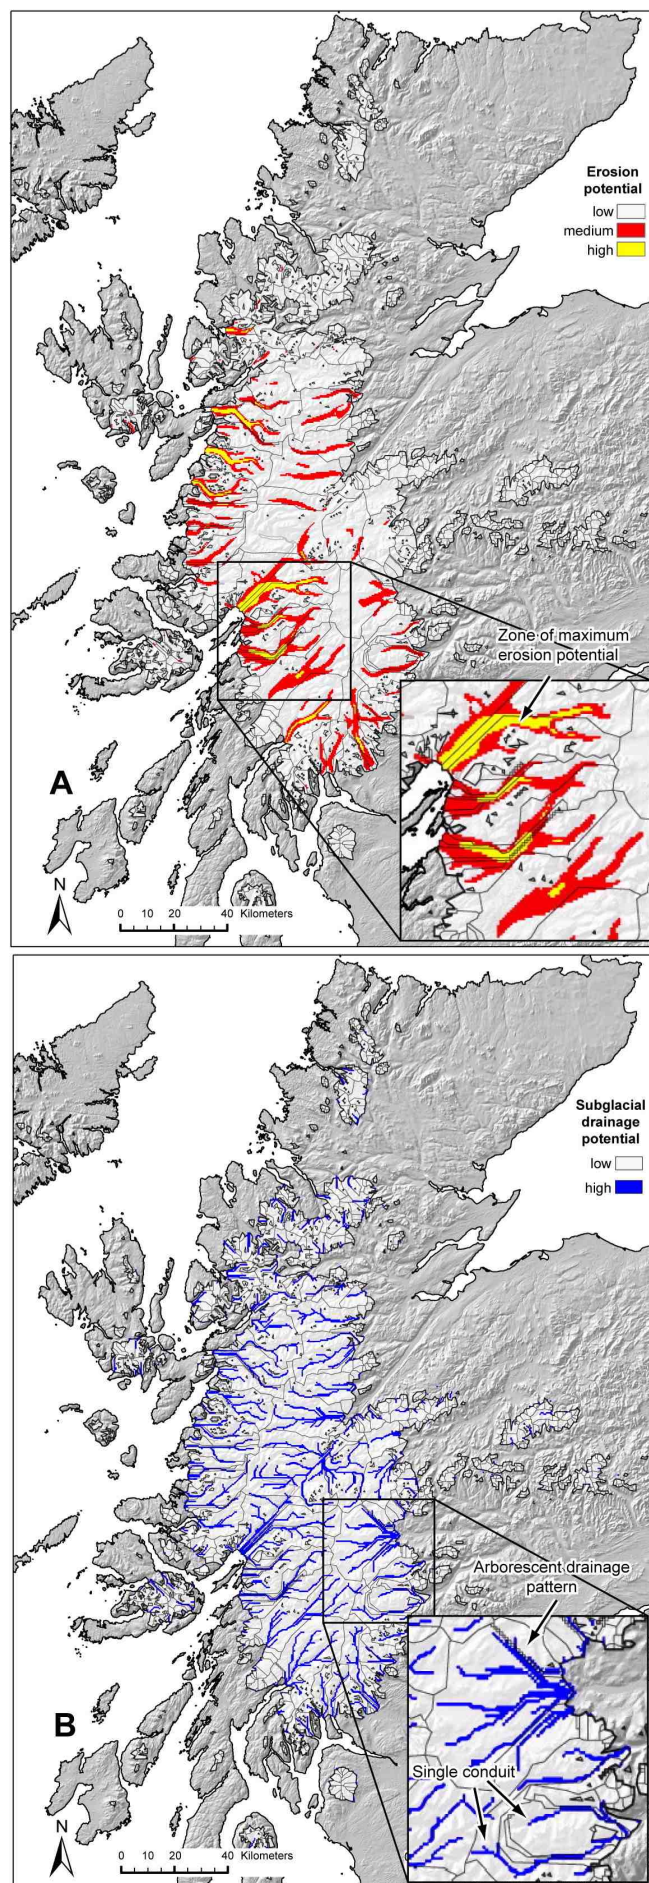 Erosion
potential
low
medium
high
Zone of maximum
erosion potential
A
N
0 10 20 40 Kilometers
Subglacial
drainage
potential
low
high
Arborescent drainage
pattern
Single conduit
B
N
0 10 20 40 Kilometers